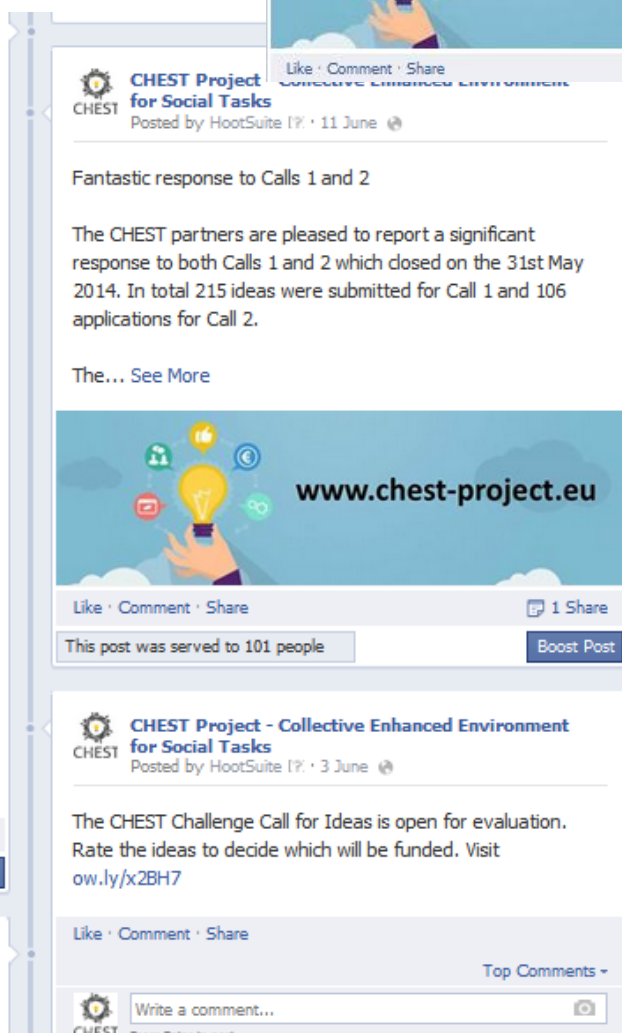 Like · Comment · Share
CHEST Project - Collective Enhanced Environment
for Social Tasks
CHEST
Posted by HootSuite [?] · 11 June
Fantastic response to Calls 1 and 2
The CHEST partners are pleased to report a significant
response to both Calls 1 and 2 which closed on the 31st May
2014. In total 215 ideas were submitted for Call 1 and 106
applications for Call 2.
The... See More
www.chest-project.eu
Like · Comment · Share 1 Share
This post was served to 101 people Boost Post
CHEST Project - Collective Enhanced Environment
for Social Tasks
CHEST
Posted by HootSuite [?] · 3 June
The CHEST Challenge Call for Ideas is open for evaluation.
Rate the ideas to decide which will be funded. Visit
ow.ly/x2BH7
Like · Comment · Share
Top Comments
Write a comment...
CHEST